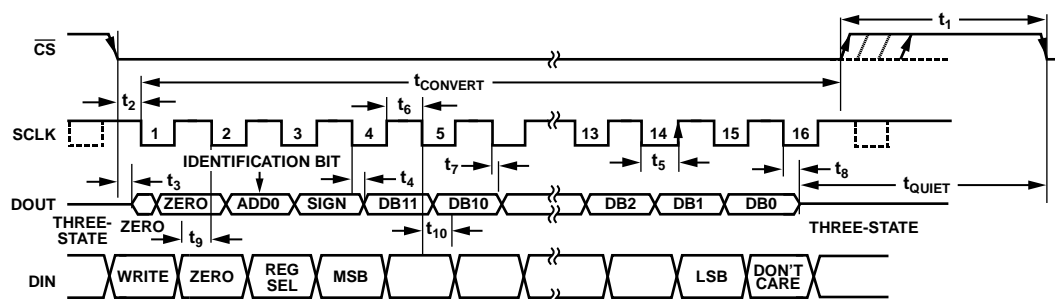 t1
CS
tCONVERT
t2
t6
SCLK
1 2 3 4 5 13 14 15 16
IDENTIFICATION BIT
t7
t5
t8
t3
t4
tQUIET
DOUT
ZERO ADD0 SIGN DB11 DB10 DB2 DB1 DB0
THREE-
STATE
ZERO
THREE-STATE
t9
t10
DIN
WRITE ZERO REG
SEL MSB LSB DON'T
CARE